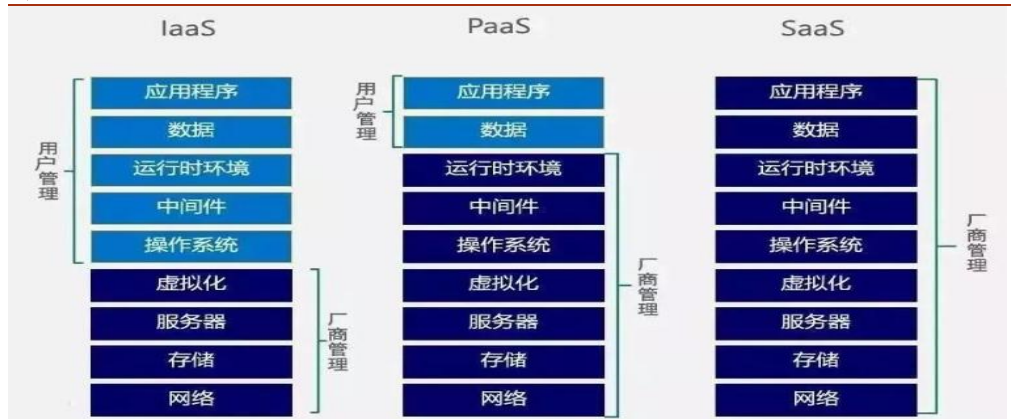 IaaS
PaaS
SaaS
用户管理
应用程序
数据
运行时环境
中间件
操作系统
虚拟化
服务器
存储
网络
厂商管理
用户管理
应用程序
数据
运行时环境
中间件
操作系统
虚拟化
服务器
存储
网络
厂商管理
应用程序
数据
运行时环境
中间件
操作系统
虚拟化
服务器
存储
网络
厂商管理